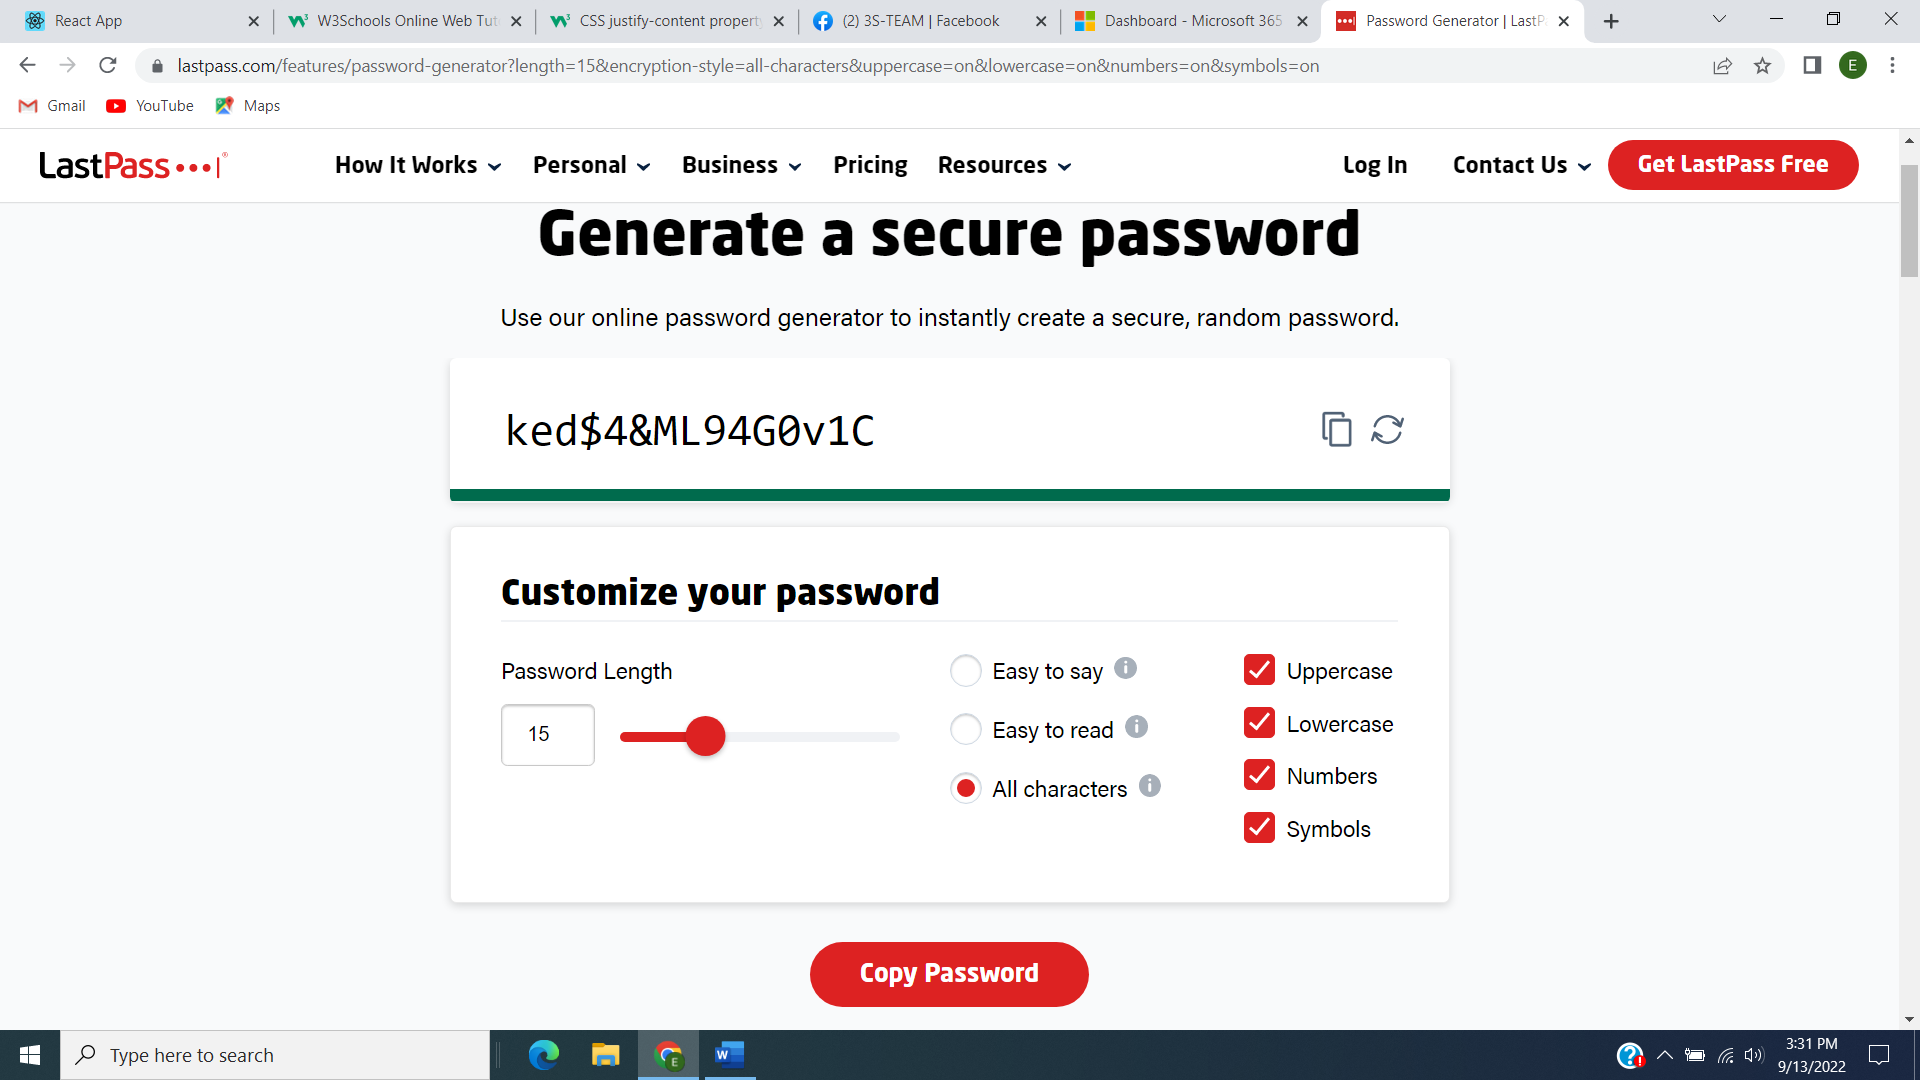 React App
W3Schools Online Web Tut
CSS justify-content property
(2) 3S-TEAM | Facebook
Dashboard - Microsoft 365
Password Generator | LastP
lastpass.com/features/password-generator?length=15&encryption-style=all-characters&uppercase=on&lowercase=on&numbers=on&symbols=on
E
Gmail
YouTube
Maps
LastPass
How It Works
Personal
Business
Pricing
Resources
Log In
Contact Us
Get LastPass Free
Generate a secure password
Use our online password generator to instantly create a secure, random password.
ked$4&ML94G0v1C
Customize your password
Password Length
15
Easy to say
Easy to read
All characters
Uppercase
Lowercase
Numbers
Symbols
Copy Password
Type here to search
3:31 PM
9/13/2022